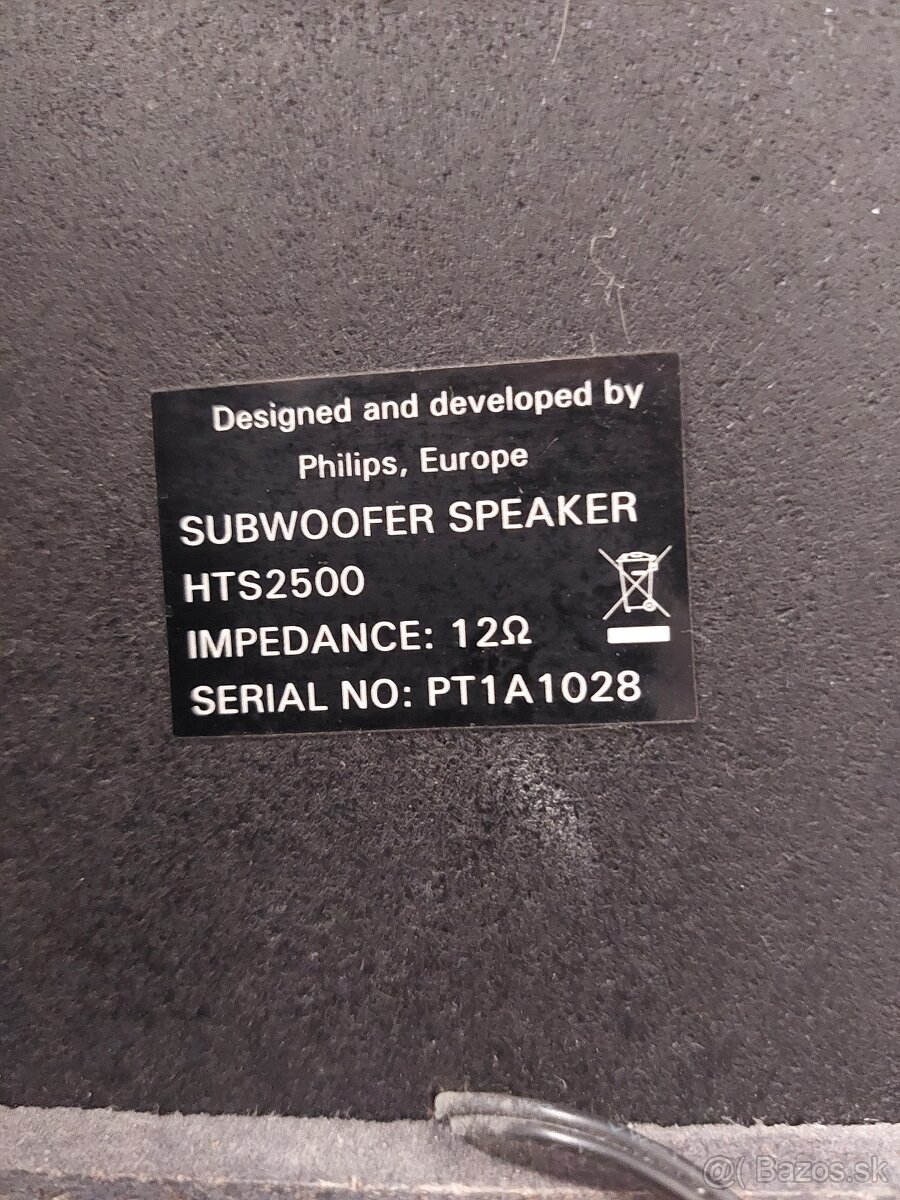 Designed and developed by
Philips, Europe
SUBWOOFER SPEAKER
HTS2500
IMPEDANCE: 12Ω
SERIAL NO: PT1A1028
@( Bazos.sk